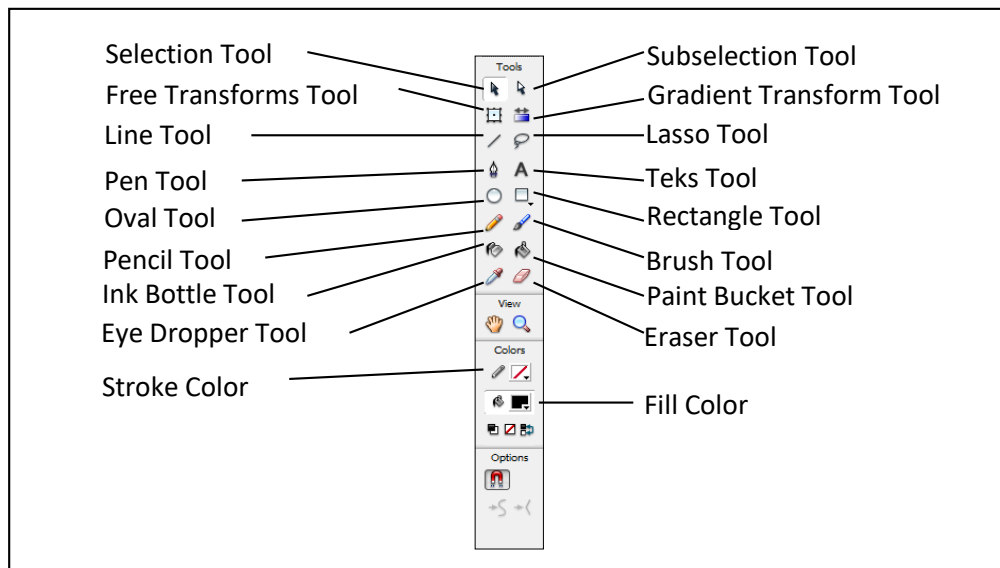 Selection Tool
Free Transforms Tool
Line Tool
Pen Tool
Oval Tool
Pencil Tool
Ink Bottle Tool
Eye Dropper Tool
Stroke Color
Tools
View
Colors
Options
Subselection Tool
Gradient Transform Tool
Lasso Tool
Teks Tool
Rectangle Tool
Brush Tool
Paint Bucket Tool
Eraser Tool
Fill Color